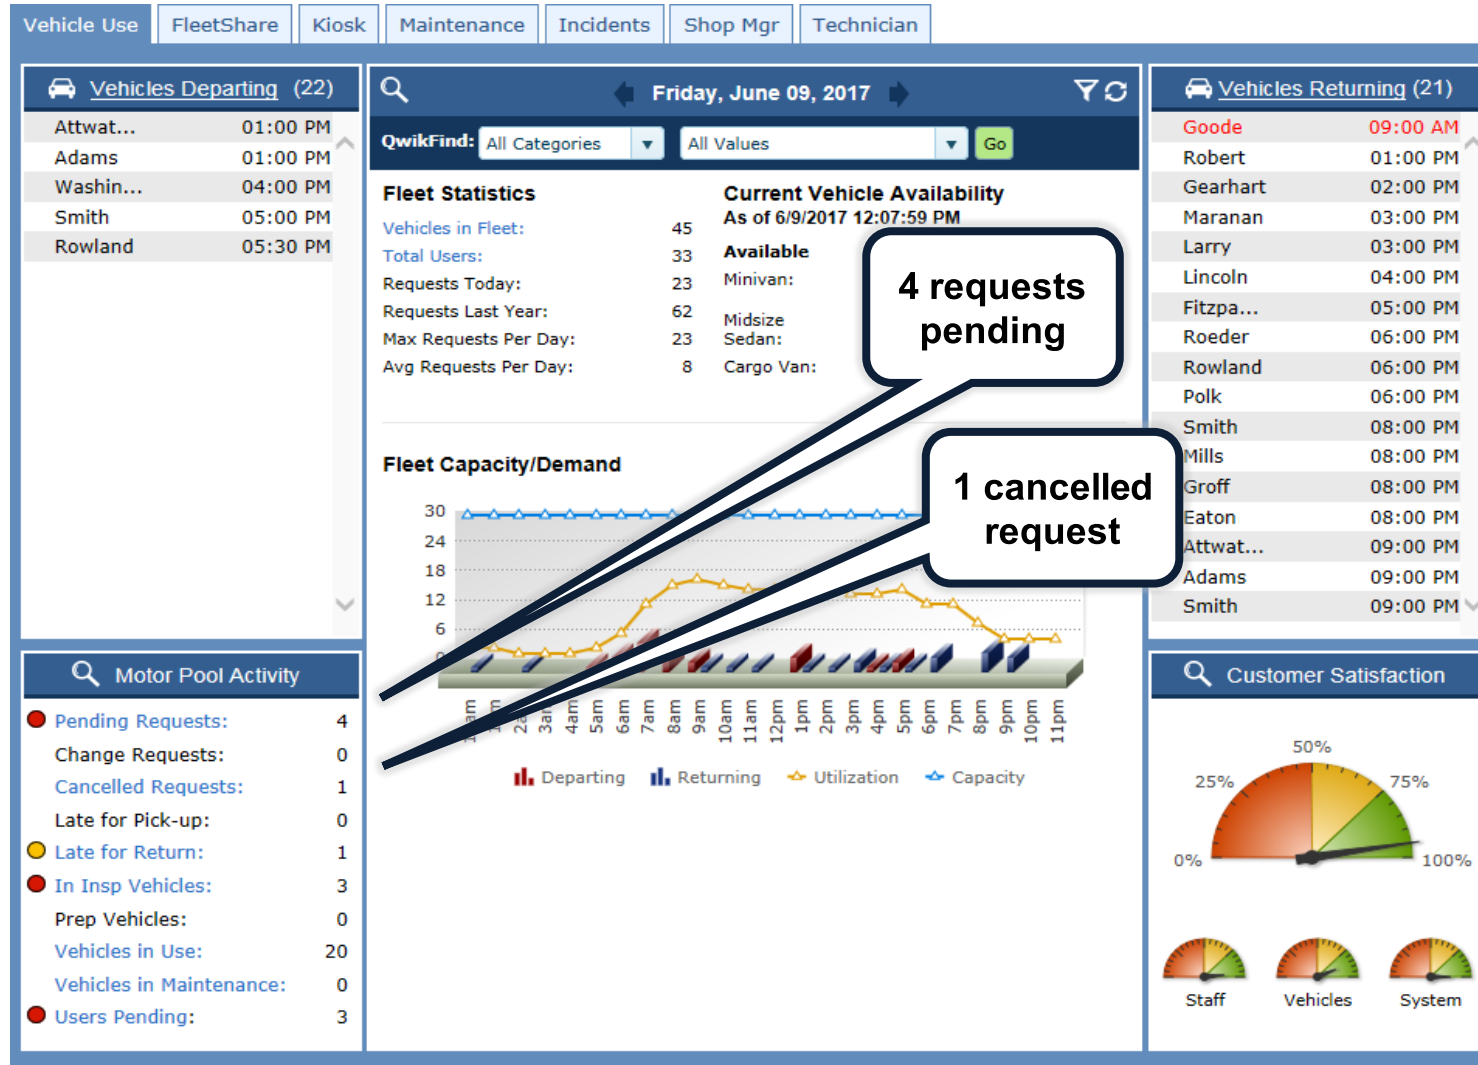 Vehicle Use FleetShare Kiosk Maintenance Incidents Shop Mgr Technician
Vehicles Departing (22)
Attwat... 01:00 PM
Adams 01:00 PM
Washin... 04:00 PM
Smith 05:00 PM
Rowland 05:30 PM
Motor Pool Activity
Pending Requests: 4
Change Requests: 0
Cancelled Requests: 1
Late for Pick-up: 0
Late for Return: 1
In Insp Vehicles: 3
Prep Vehicles: 0
Vehicles in Use: 20
Vehicles in Maintenance: 0
Users Pending: 3
Friday, June 09, 2017
QwikFind: All Categories All Values Go
Fleet Statistics
Vehicles in Fleet: 45
Total Users: 33
Requests Today: 23
Requests Last Year: 62
Max Requests Per Day: 23
Avg Requests Per Day: 8
Current Vehicle Availability
As of 6/9/2017 12:07:59 PM
Available
Minivan:
Midsize
Sedan:
Cargo Van:
4 requests
pending
1 cancelled
request
Fleet Capacity/Demand
30
24
18
12
6
2am 3am 4am 5am 6am 7am 8am 9am 10am 11am 12pm 1pm 2pm 3pm 4pm 5pm 6pm 7pm 8pm 9pm 10pm 11pm
Departing Returning Utilization Capacity
Vehicles Returning (21)
Goode 09:00 AM
Robert 01:00 PM
Gearhart 02:00 PM
Maranan 03:00 PM
Larry 03:00 PM
Lincoln 04:00 PM
Fitzpa... 05:00 PM
Roeder 06:00 PM
Rowland 06:00 PM
Polk 06:00 PM
Smith 08:00 PM
Mills 08:00 PM
Groff 08:00 PM
Eaton 08:00 PM
Attwat... 09:00 PM
Adams 09:00 PM
Smith 09:00 PM
Customer Satisfaction
50%
25% 75%
0% 100%
Staff Vehicles System